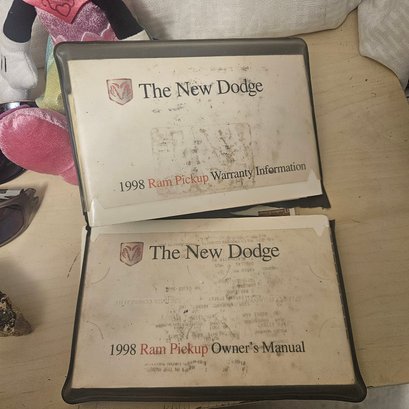 The New Dodge
1998 Ram Pickup Warranty Information
The New Dodge
1998 Ram Pickup Owner's Manual